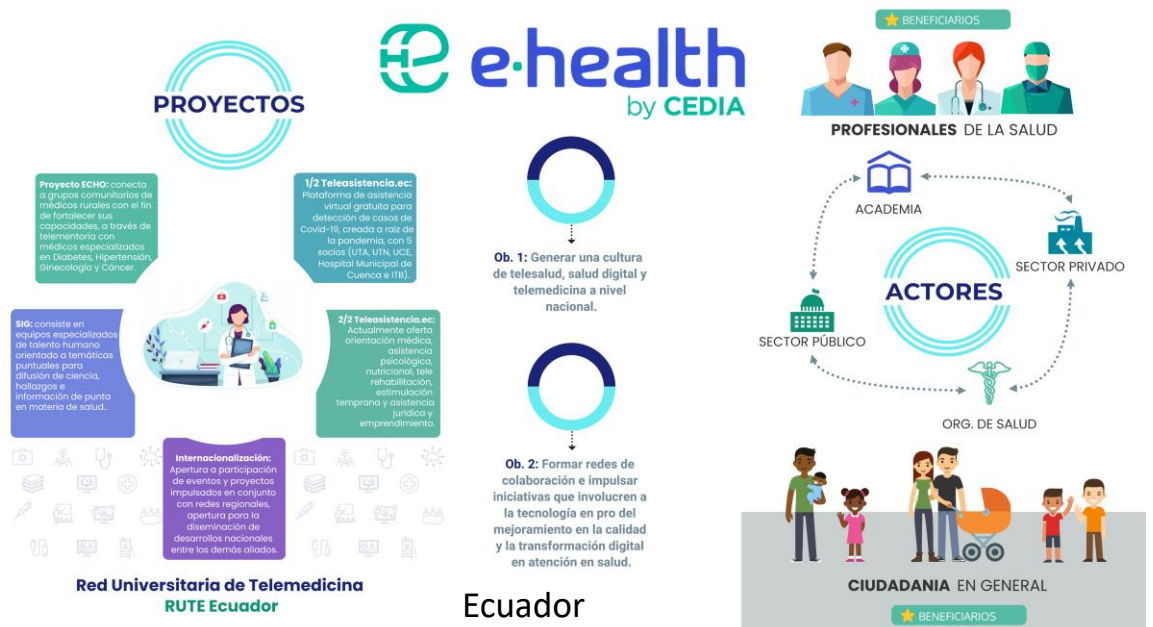 PROYECTOS
Proyecto ECHO: conecta
a grupos comunitarios de
médicos rurales con el fin
de fortalecer sus
capacidades, a través de
telementoría con
médicos especializados
en Diabetes, Hipertensión,
Ginecología y Cáncer.
1/2 Teleasistencia.ec:
Plataforma de asistencia
virtual gratuita para
detección de casos de
Covid-19, creada a raíz de
la pandemia, con 5
socios (UTA, UTN, UCE,
Hospital Municipal de
Cuenca e ITB).
SIG: consiste en
equipos especializados
de talento humano
orientado a temáticas
puntuales para
difusión de ciencia,
hallazgos e
información de punta
en materia de salud..
2/2 Teleasistencia.ec:
Actualmente oferta
orientación médica,
asistencia
psicológica,
nutricional, tele
rehabilitación,
estimulación
temprana y asistencia
jurídica y
emprendimiento.
Internacionalización:
Apertura a participación
de eventos y proyectos
impulsados en conjunto
con redes regionales,
apertura para la
diseminación de
desarrollos nacionales
entre los demás aliados.
Red Universitaria de Telemedicina
RUTE Ecuador
e·health
by CEDIA
Ob. 1: Generar una cultura
de telesalud, salud digital y
telemedicina a nivel
nacional.
Ob. 2: Formar redes de
colaboración e impulsar
iniciativas que involucren a
la tecnología en pro del
mejoramiento en la calidad
y la transformación digital
en atención en salud.
Ecuador
BENEFICIARIOS
PROFESIONALES DE LA SALUD
ACADEMIA
SECTOR PRIVADO
ACTORES
SECTOR PÚBLICO
ORG. DE SALUD
CIUDADANIA EN GENERAL
BENEFICIARIOS